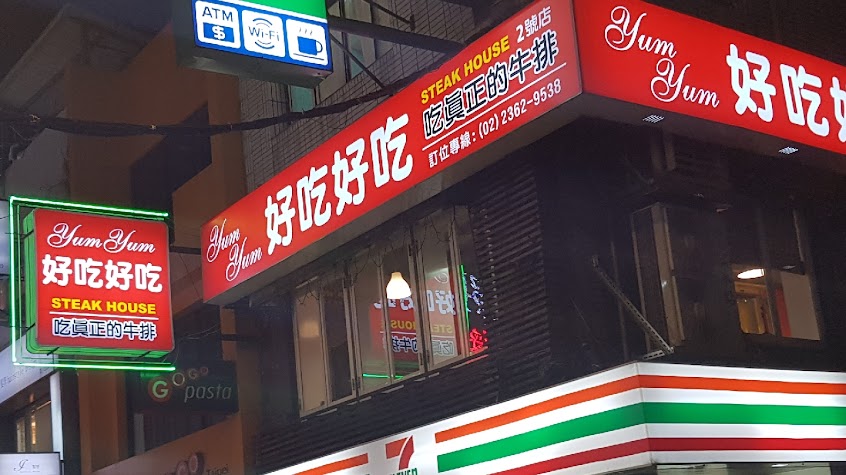 ATM
$
Wi-Fi
Yum Yum
好吃好吃
STEAK HOUSE 2號店
吃眞正的牛排
訂位專線:(02) 2362-9538
Yum Yum
好吃好
Yum Yum
好吃好吃
STEAK HOUSE
吃眞正的牛排
GOGO
pasta
7
ELEVEN